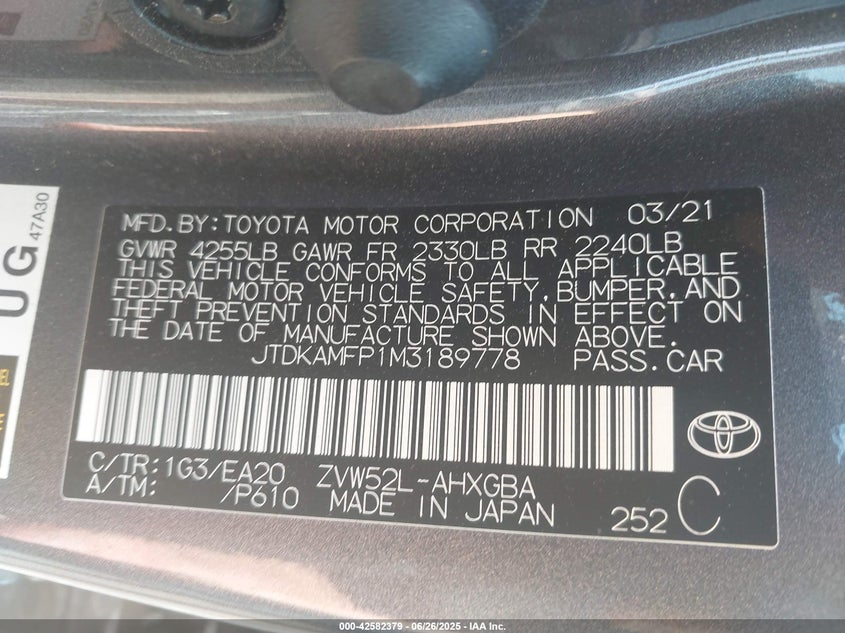 MFD.BY:TOYOTA MOTOR CORPORATION 03/21
GVWR 4255LB GAWR FR 2330LB RR 2240LB
THIS VEHICLE CONFORMS TO ALL APPLICABLE
FEDERAL MOTOR VEHICLE SAFETY,BUMPER,AND
THEFT PREVENTION STANDARDS IN EFFECT ON
THE DATE OF MANUFACTURE SHOWN ABOVE.
JTDKAMFP1M3189778 PASS.CAR
C/TR:1G3/EA20 ZVW52L-AHXGBA
A/TM: /P610 MADE IN JAPAN
252 C
UG
47A30
000-42582379 - 06/26/2025 - IAA Inc.